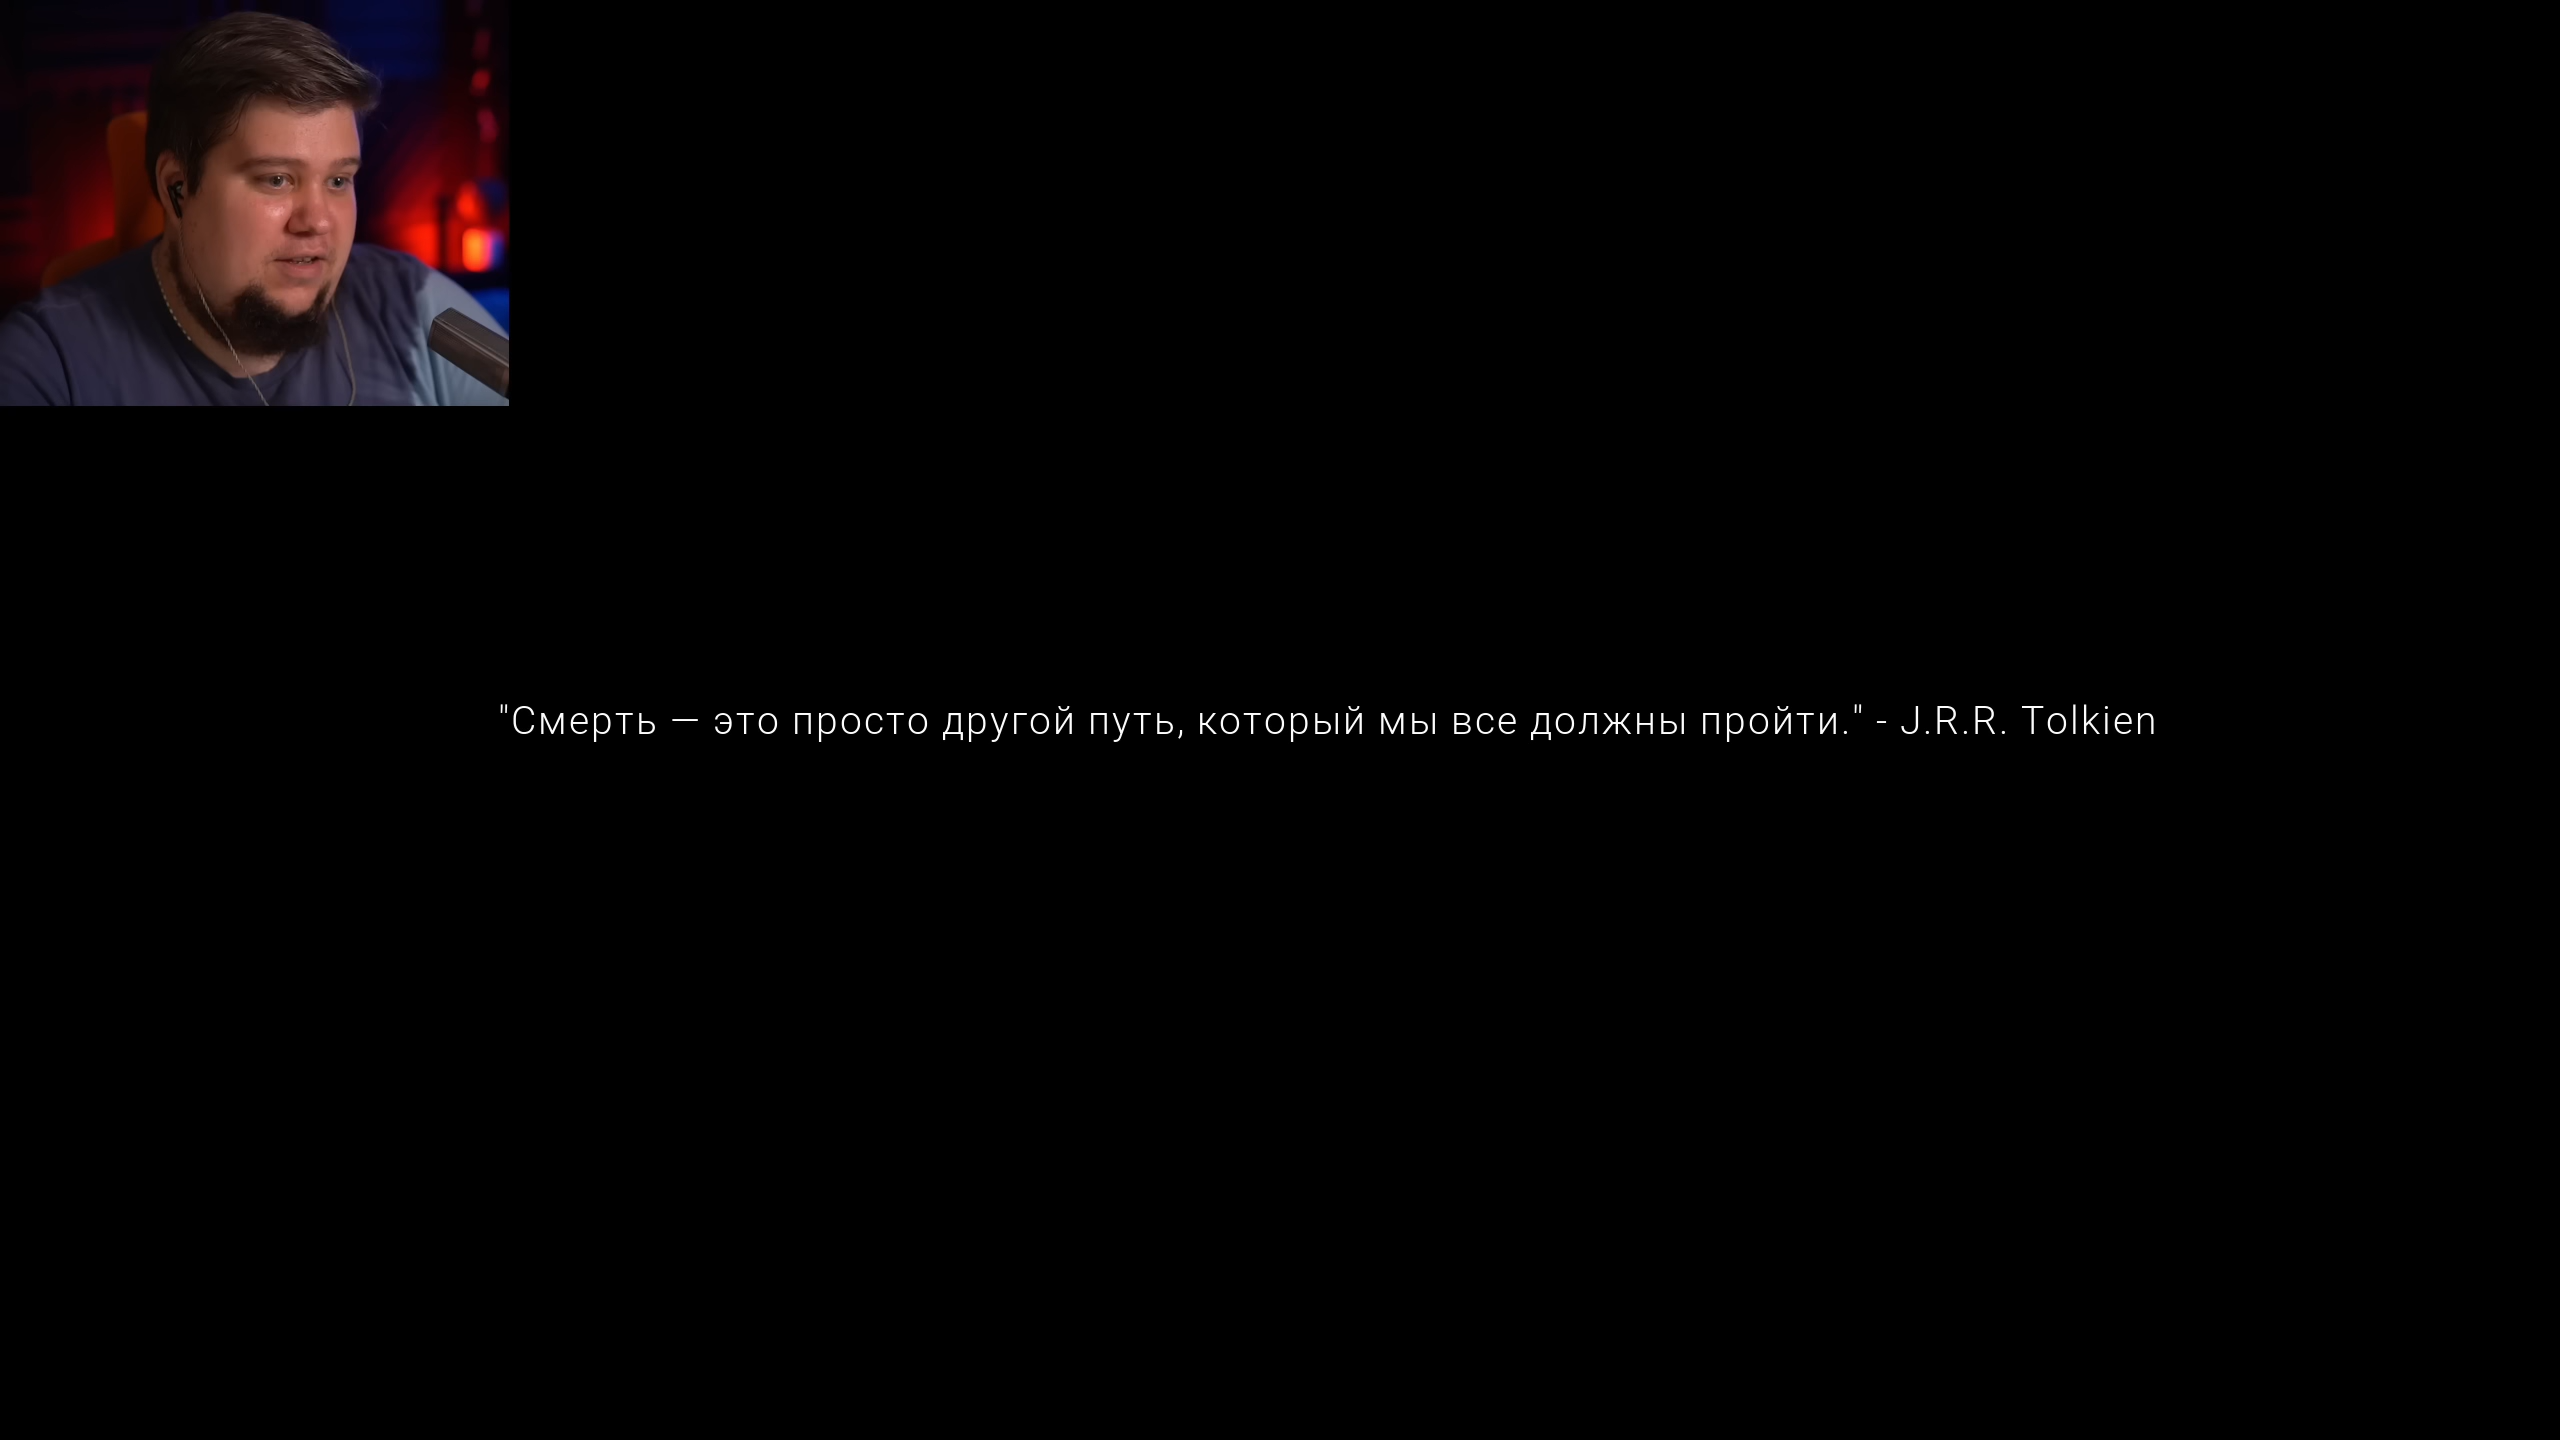 "Смерть — это просто другой путь, который мы все должны пройти." - J.R.R. Tolkien